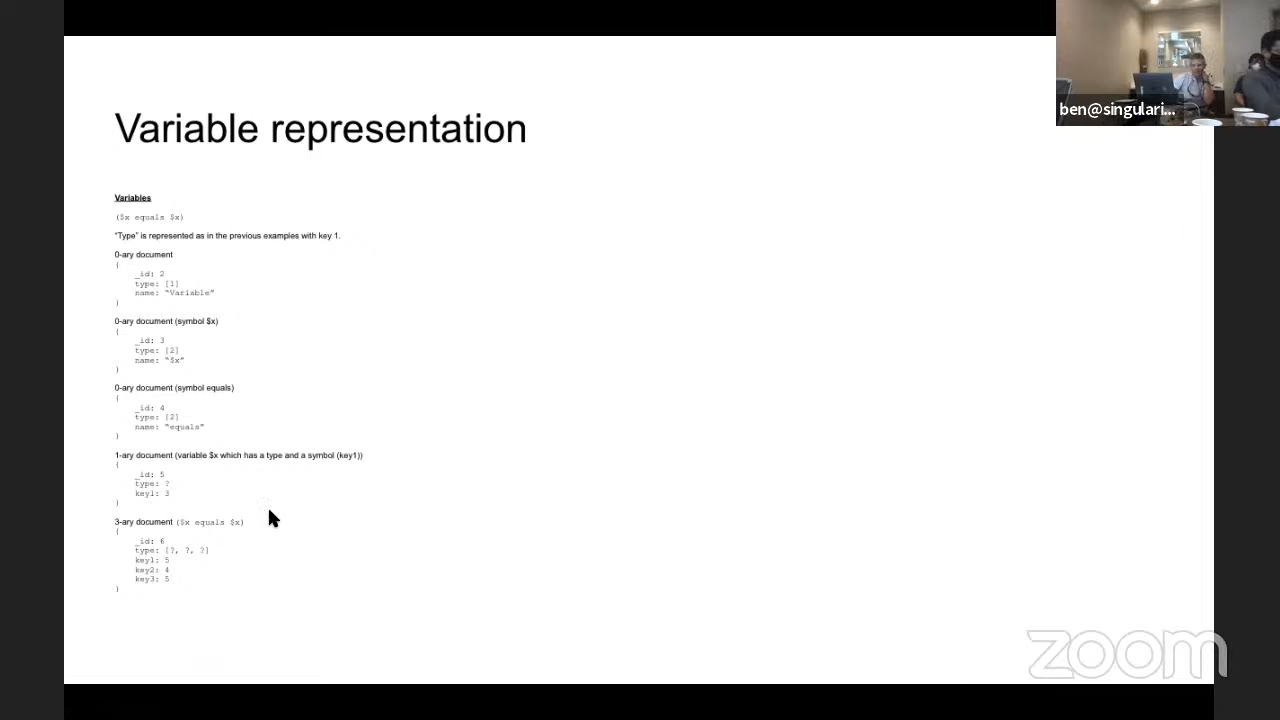 ben@singulari...
Variable representation
Variables
($x equals $x)
"Type" is represented as in the previous examples with key 1.
0-ary document
{
_id: 2
type: [1]
name: "Variable"
}
0-ary document (symbol $x)
{
_id: 3
type: [2]
name: "$x"
}
0-ary document (symbol equals)
{
_id: 4
type: [2]
name: "equals"
}
1-ary document (variable $x which has a type and a symbol (key1))
{
_id: 5
type: ?
key1: 3
}
3-ary document ($x equals $x)
{
_id: 6
type: [?, ?, ?]
key1: 5
key2: 4
key3: 5
}
zoom